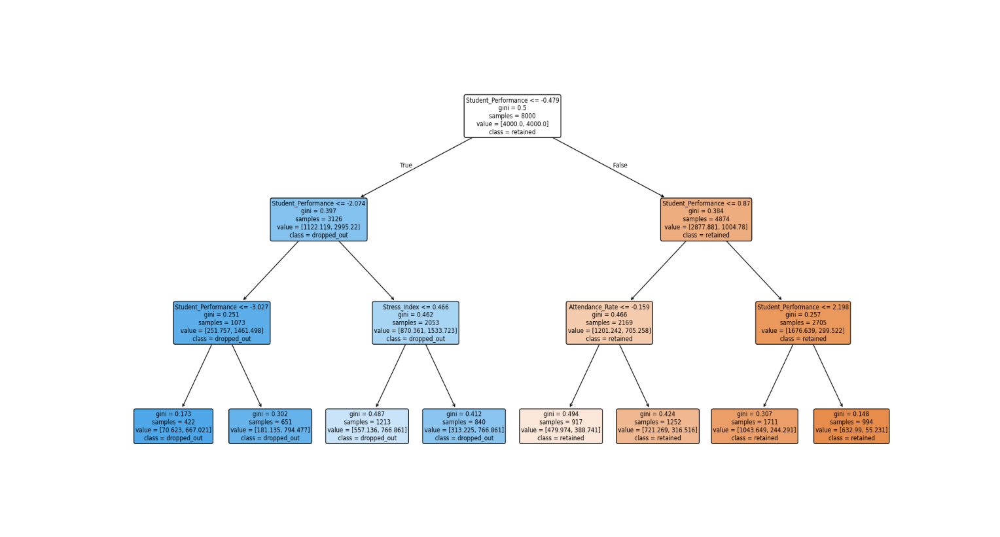 Student_Performance <= -0.479
gini = 0.5
samples = 8000
value = [4000.0, 4000.0]
class = retained
True
False
Student_Performance <= -2.074
gini = 0.397
samples = 3126
value = [1122.119, 2995.22]
class = dropped_out
Student_Performance <= 0.87
gini = 0.384
samples = 4874
value = [2877.881, 1004.78]
class = retained
Student_Performance <= -3.027
gini = 0.251
samples = 1073
value = [251.757, 1461.498]
class = dropped_out
Stress_Index <= 0.466
gini = 0.462
samples = 2053
value = [870.361, 1533.723]
class = dropped_out
Attendance_Rate <= -0.159
gini = 0.466
samples = 2169
value = [1201.242, 705.258]
class = retained
Student_Performance <= 2.198
gini = 0.257
samples = 2705
value = [1676.639, 299.522]
class = retained
gini = 0.173
samples = 422
value = [70.623, 667.021]
class = dropped_out
gini = 0.302
samples = 651
value = [181.135, 794.477]
class = dropped_out
gini = 0.487
samples = 1213
value = [557.136, 766.861]
class = dropped_out
gini = 0.412
samples = 840
value = [313.225, 766.861]
class = dropped_out
gini = 0.494
samples = 917
value = [479.974, 388.741]
class = retained
gini = 0.424
samples = 1252
value = [721.269, 316.516]
class = retained
gini = 0.307
samples = 1711
value = [1043.649, 244.291]
class = retained
gini = 0.148
samples = 994
value = [632.99, 55.231]
class = retained